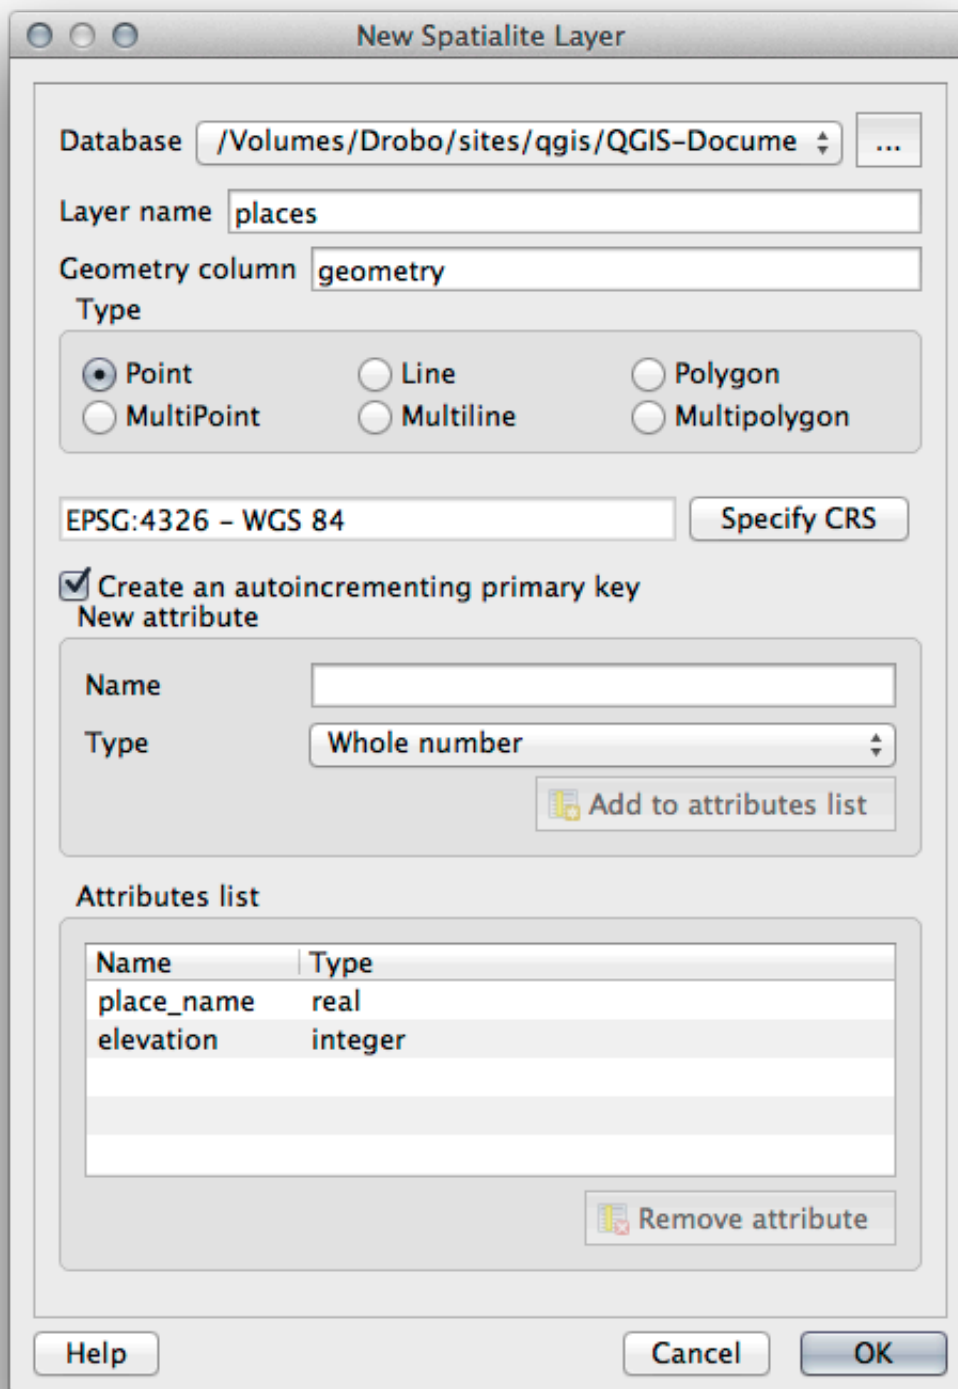 New Spatialite Layer
Database /Volumes/Drobo/sites/qgis/QGIS-Docume ...
Layer name places
Geometry column geometry
Type
Point Line Polygon
MultiPoint Multiline Multipolygon
EPSG:4326 – WGS 84 Specify CRS
Create an autoincrementing primary key
New attribute
Name
Type Whole number
Add to attributes list
Attributes list
Name Type
place_name real
elevation integer
Remove attribute
Help Cancel OK